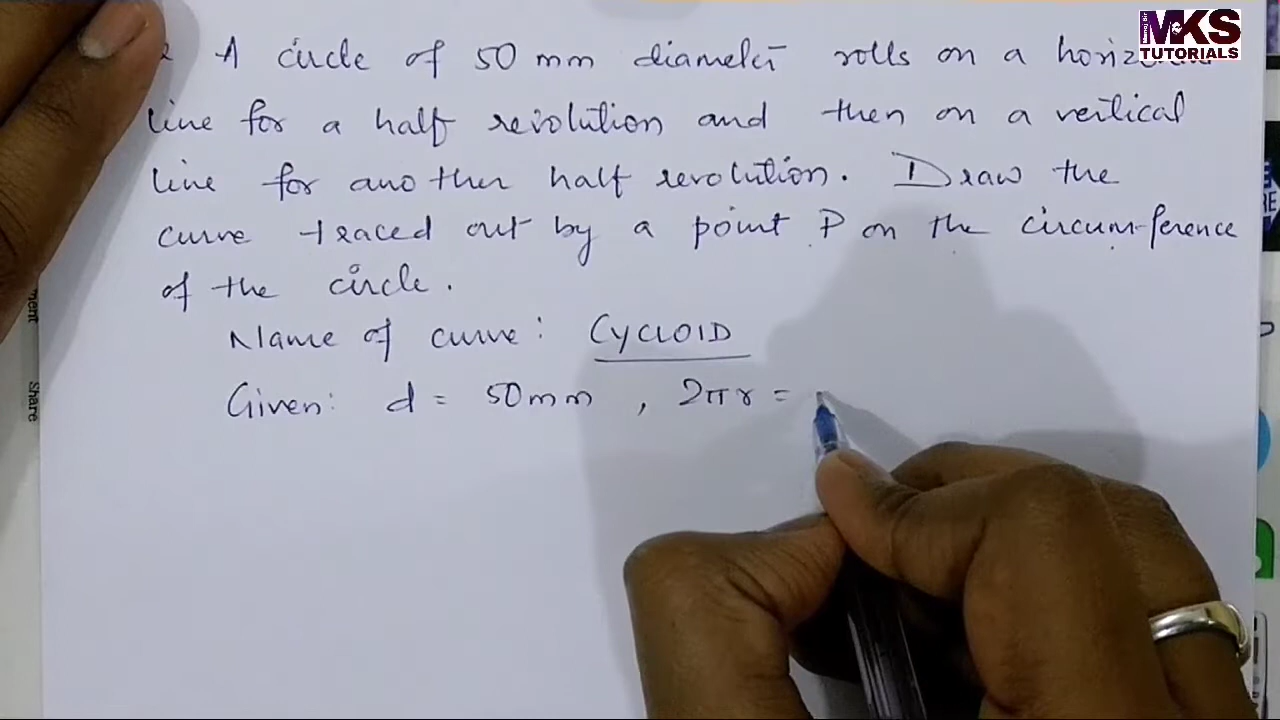 MKS
TUTORIALS
A circle of 50 mm diameter rolls on a horizontal
line for a half revolution and then on a vertical
line for another half revolution. Draw the
curve traced out by a point P on the circumference
of the circle.
Name of curve: CYCLOID
Given: d = 50mm , 2πr =
Share